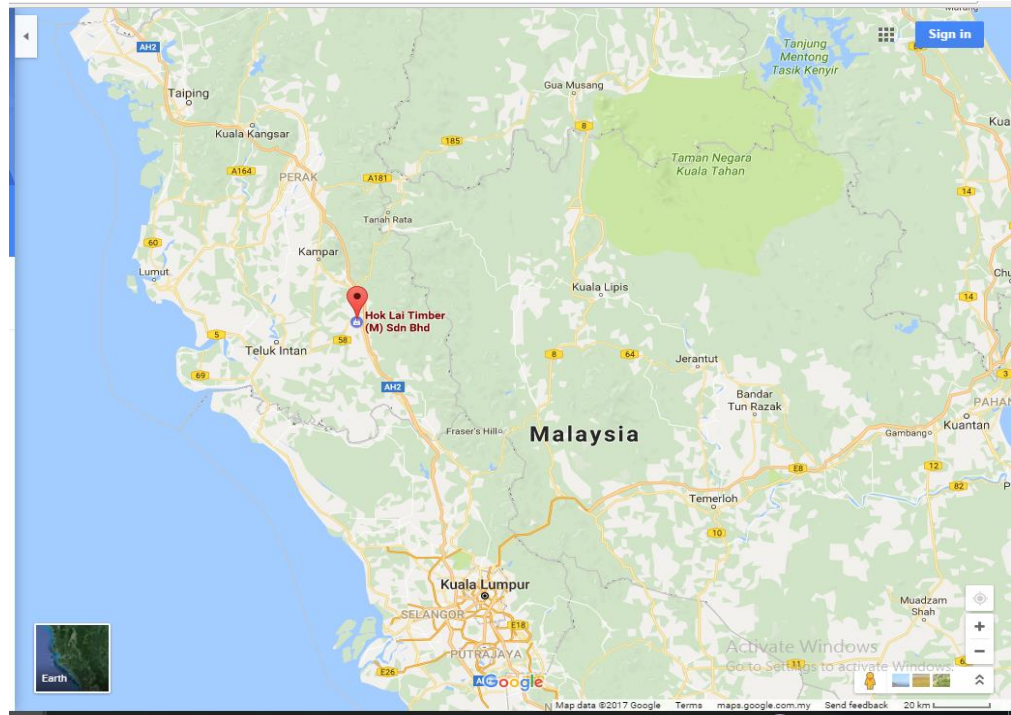 Sign in
AH2
Tanjung
Mentong
Tasik Kenyir
Taiping
Gua Musang
Kuala Kangsar
8
185
Taman Negara
Kuala Tahan
A164
PERAK
A181
14
Tanah Rata
60
Kampar
Lumut
Kuala Lipis
14
Hok Lai Timber
(M) Sdn Bhd
5
58
Teluk Intan
8
64
Jerantut
3
69
AH2
Bandar
Tun Razak
PAHAN
Kuantan
Fraser's Hill
Malaysia
Gambang
E8
12
82
Temerloh
10
Kuala Lumpur
Muadzam
Shah
SELANGOR
E18
PUTRAJAYA
Activate Windows
Go to Settings to activate Windows.
11
E26
Earth
Google
Map data ©2017 Google
Terms
maps.google.com.my
Send feedback
20 km